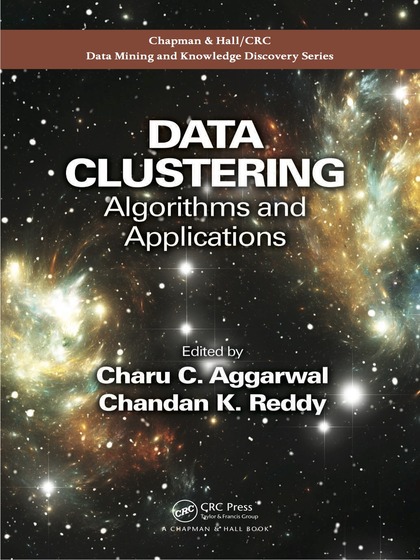 Chapman & Hall/CRC
Data Mining and Knowledge Discovery Series
DATA
CLUSTERING
Algorithms and
Applications
Edited by
Charu C. Aggarwal
Chandan K. Reddy
CRC
CRC Press
Taylor & Francis Group
A CHAPMAN & HALL BOOK